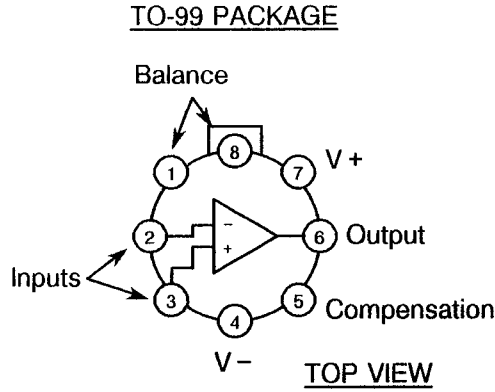 TO-99 PACKAGE
Balance
8
1
7
V+
2
−
+
6
Output
Inputs
3
5
Compensation
4
V−
TOP VIEW